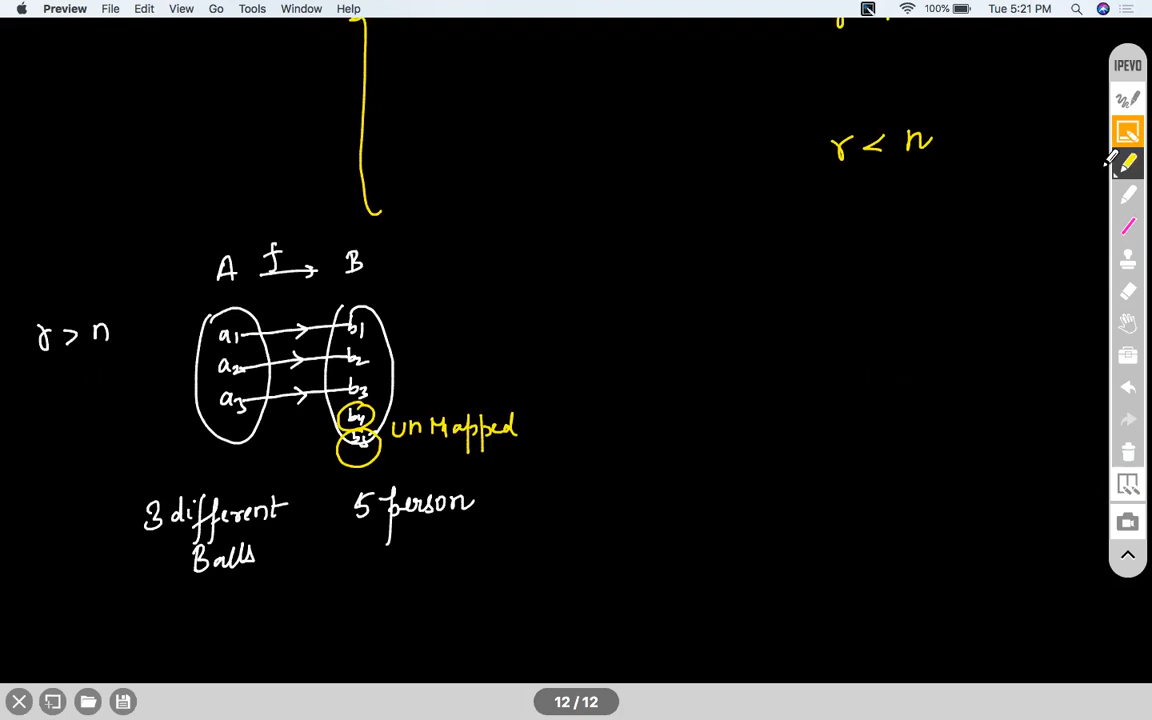 Preview File Edit View Go Tools Window Help 100% Tue 5:21 PM
IPEVO
r < n
A f B
r > n
a1 b1
a2 b2
a3 b3
b4 unMapped
b5
3 different 5 person
Balls
12 / 12